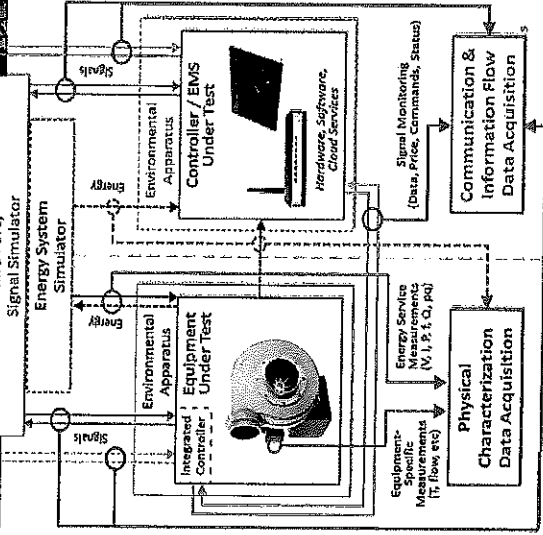 Signal Simulator
Energy System
Simulator
Signals
Energy
Signals
Energy
Environmental
Apparatus
Environmental
Apparatus
Integrated
Controller
Equipment
Under Test
Controller / EMS
Under Test
Hardware, Software,
Cloud Services
Equipment-
Specific
Measurements
(T, flow, etc)
Energy Service
Measurements
(V, I, P, f, Q, pq)
Signal Monitoring
(Data, Price, Commands, Status)
Physical
Characterization
Data Acquisition
Communication &
Information Flow
Data Acquisition
s